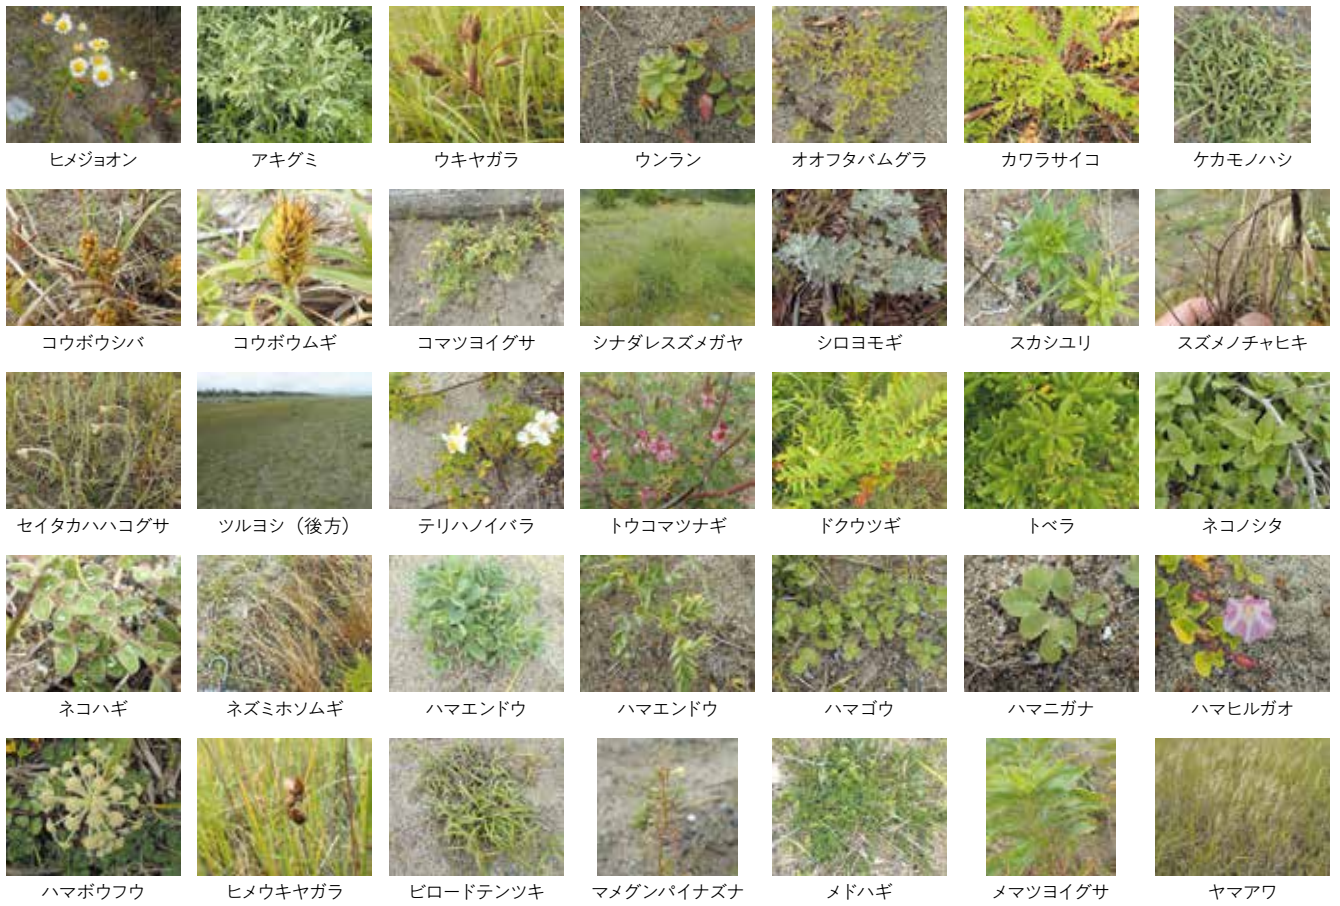 ヒメジョオン
アキグミ
ウキヤガラ
ウンラン
オオフタバムグラ
カワラサイコ
ケカモノハシ
コウボウシバ
コウボウムギ
コマツヨイグサ
シナダレスズメガヤ
シロヨモギ
スカシユリ
スズメノチャヒキ
セイタカハハコグサ
ツルヨシ（後方）
テリハノイバラ
トウコマツナギ
ドクウツギ
トベラ
ネコノシタ
ネコハギ
ネズミホソムギ
ハマエンドウ
ハマエンドウ
ハマゴウ
ハマニガナ
ハマヒルガオ
ハマボウフウ
ヒメウキヤガラ
ビロードテンツキ
マメグンバイナズナ
メドハギ
メマツヨイグサ
ヤマアワ